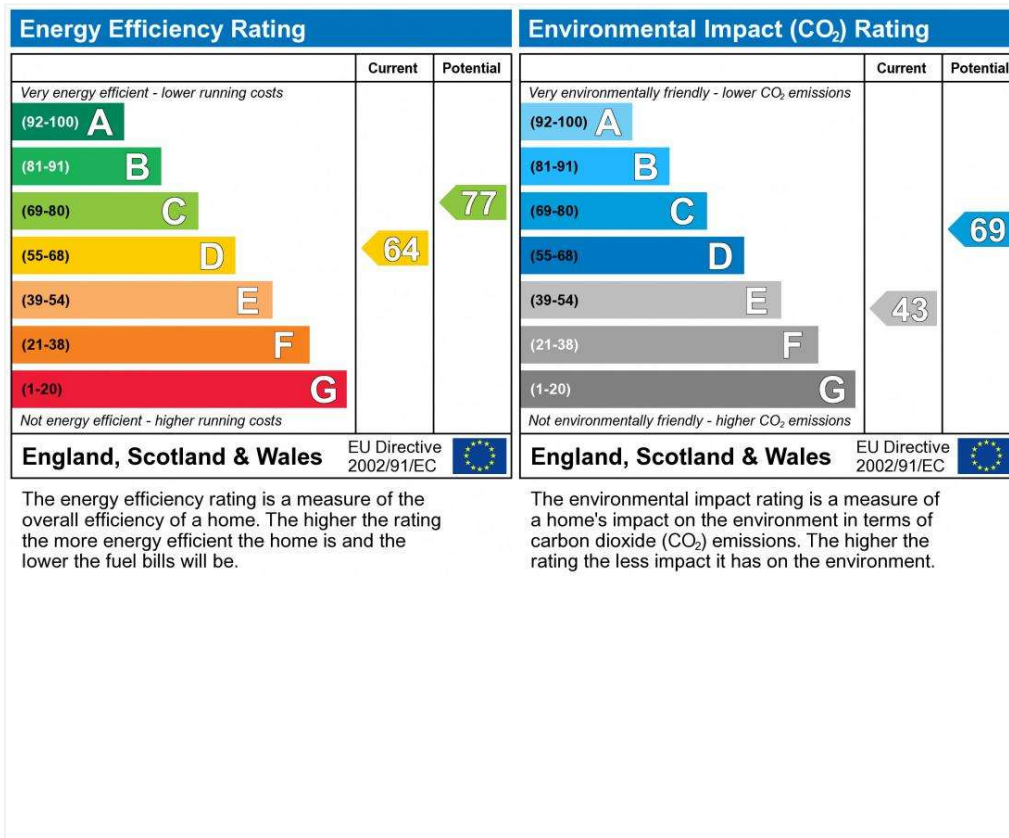 Energy Efficiency Rating
Current Potential
Very energy efficient - lower running costs
(92-100) A
(81-91) B
(69-80) C
(55-68) D
(39-54) E
(21-38) F
(1-20) G
77
64
Not energy efficient - higher running costs
England, Scotland & Wales
EU Directive
2002/91/EC
The energy efficiency rating is a measure of the
overall efficiency of a home. The higher the rating
the more energy efficient the home is and the
lower the fuel bills will be.
Environmental Impact (CO₂) Rating
Current Potential
Very environmentally friendly - lower CO₂ emissions
(92-100) A
(81-91) B
(69-80) C
(55-68) D
(39-54) E
(21-38) F
(1-20) G
69
43
Not environmentally friendly - higher CO₂ emissions
England, Scotland & Wales
EU Directive
2002/91/EC
The environmental impact rating is a measure of
a home's impact on the environment in terms of
carbon dioxide (CO₂) emissions. The higher the
rating the less impact it has on the environment.